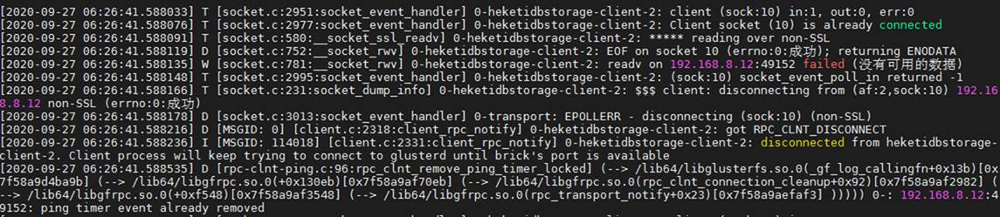 [2020-09-27 06:26:41.588033] T [socket.c:2951:socket_event_handler] 0-heketidbstorage-client-2: client (sock:10) in:1, out:0, err:0
[2020-09-27 06:26:41.588076] T [socket.c:2977:socket_event_handler] 0-heketidbstorage-client-2: Client socket (10) is already connected
[2020-09-27 06:26:41.588091] T [socket.c:580:__socket_ssl_readv] 0-heketidbstorage-client-2: ***** reading over non-SSL
[2020-09-27 06:26:41.588119] D [socket.c:752:__socket_rwv] 0-heketidbstorage-client-2: EOF on socket 10 (errno:0:成功); returning ENODATA
[2020-09-27 06:26:41.588135] W [socket.c:781:__socket_rwv] 0-heketidbstorage-client-2: readv on 192.168.8.12:49152 failed (没有可用的数据)
[2020-09-27 06:26:41.588148] T [socket.c:2995:socket_event_handler] 0-heketidbstorage-client-2: (sock:10) socket_event_poll_in returned -1
[2020-09-27 06:26:41.588166] T [socket.c:231:socket_dump_info] 0-heketidbstorage-client-2: $$$ client: disconnecting from (af:2,sock:10) 192.16
8.8.12 non-SSL (errno:0:成功)
[2020-09-27 06:26:41.588178] D [socket.c:3013:socket_event_handler] 0-transport: EPOLLERR - disconnecting (sock:10) (non-SSL)
[2020-09-27 06:26:41.588216] D [MSGID: 0] [client.c:2318:client_rpc_notify] 0-heketidbstorage-client-2: got RPC_CLNT_DISCONNECT
[2020-09-27 06:26:41.588236] I [MSGID: 114018] [client.c:2331:client_rpc_notify] 0-heketidbstorage-client-2: disconnected from heketidbstorage-
client-2. Client process will keep trying to connect to glusterd until brick's port is available
[2020-09-27 06:26:41.588535] D [rpc-clnt-ping.c:96:rpc_clnt_remove_ping_timer_locked] (--> /lib64/libglusterfs.so.0(_gf_log_callingfn+0x13b)[0x
7f58a9d4ba9b] (--> /lib64/libgfrpc.so.0(+0x130eb)[0x7f58a9af70eb] (--> /lib64/libgfrpc.so.0(rpc_clnt_connection_cleanup+0x92)[0x7f58a9af2982] (
--> /lib64/libgfrpc.so.0(+0xf548)[0x7f58a9af3548] (--> /lib64/libgfrpc.so.0(rpc_transport_notify+0x23)[0x7f58a9aefaf3] ))))) 0-: 192.168.8.12:4
9152: ping timer event already removed